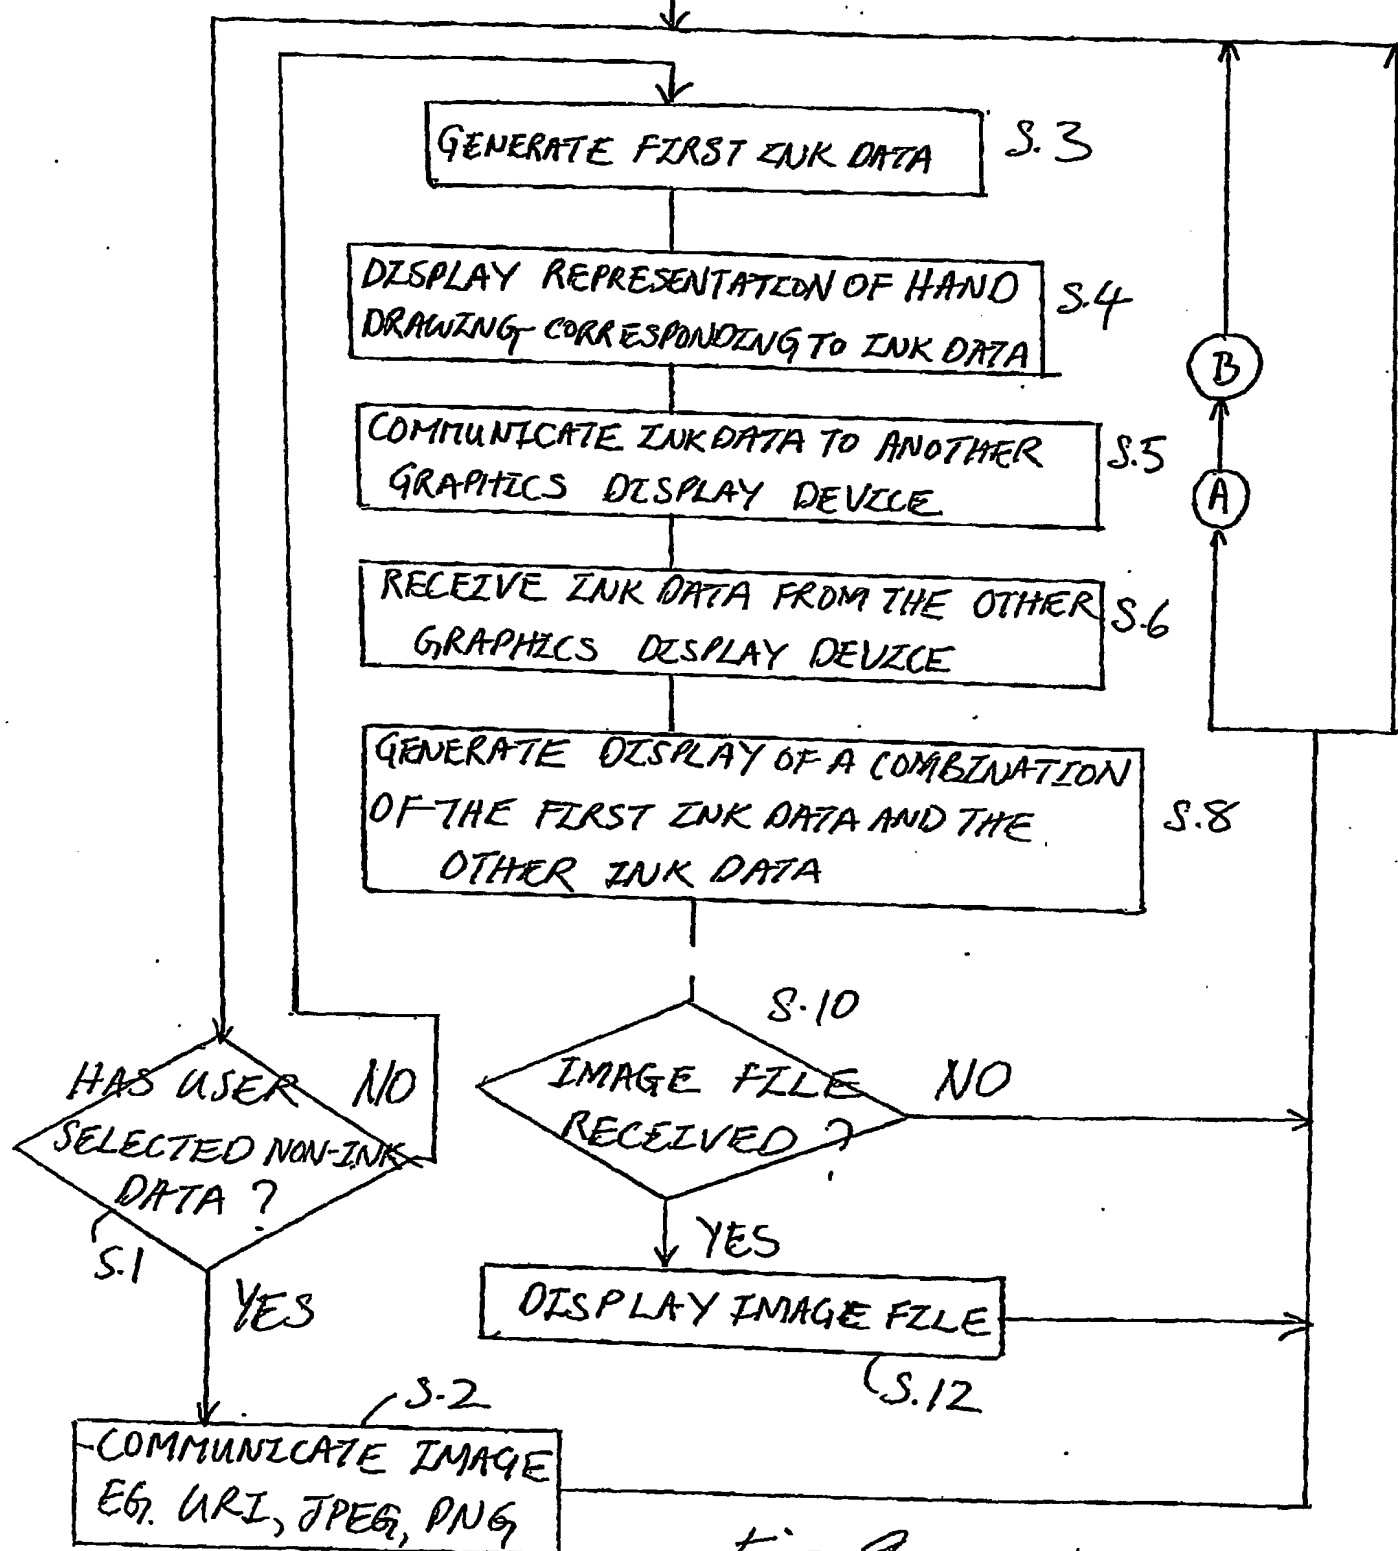 GENERATE FIRST INK DATA
S.3
DISPLAY REPRESENTATION OF HAND
DRAWING CORRESPONDING TO INK DATA
S.4
B
COMMUNICATE INK DATA TO ANOTHER
GRAPHICS DISPLAY DEVICE
S.5
A
RECEIVE INK DATA FROM THE OTHER
GRAPHICS DISPLAY DEVICE
S.6
GENERATE DISPLAY OF A COMBINATION
OF THE FIRST INK DATA AND THE
OTHER INK DATA
S.8
S.10
IMAGE FILE
RECEIVED ?
NO
HAS USER
SELECTED NON-INK
DATA ?
NO
S.1
YES
YES
DISPLAY IMAGE FILE
S.12
S.2
COMMUNICATE IMAGE
EG. URI, JPEG, PNG